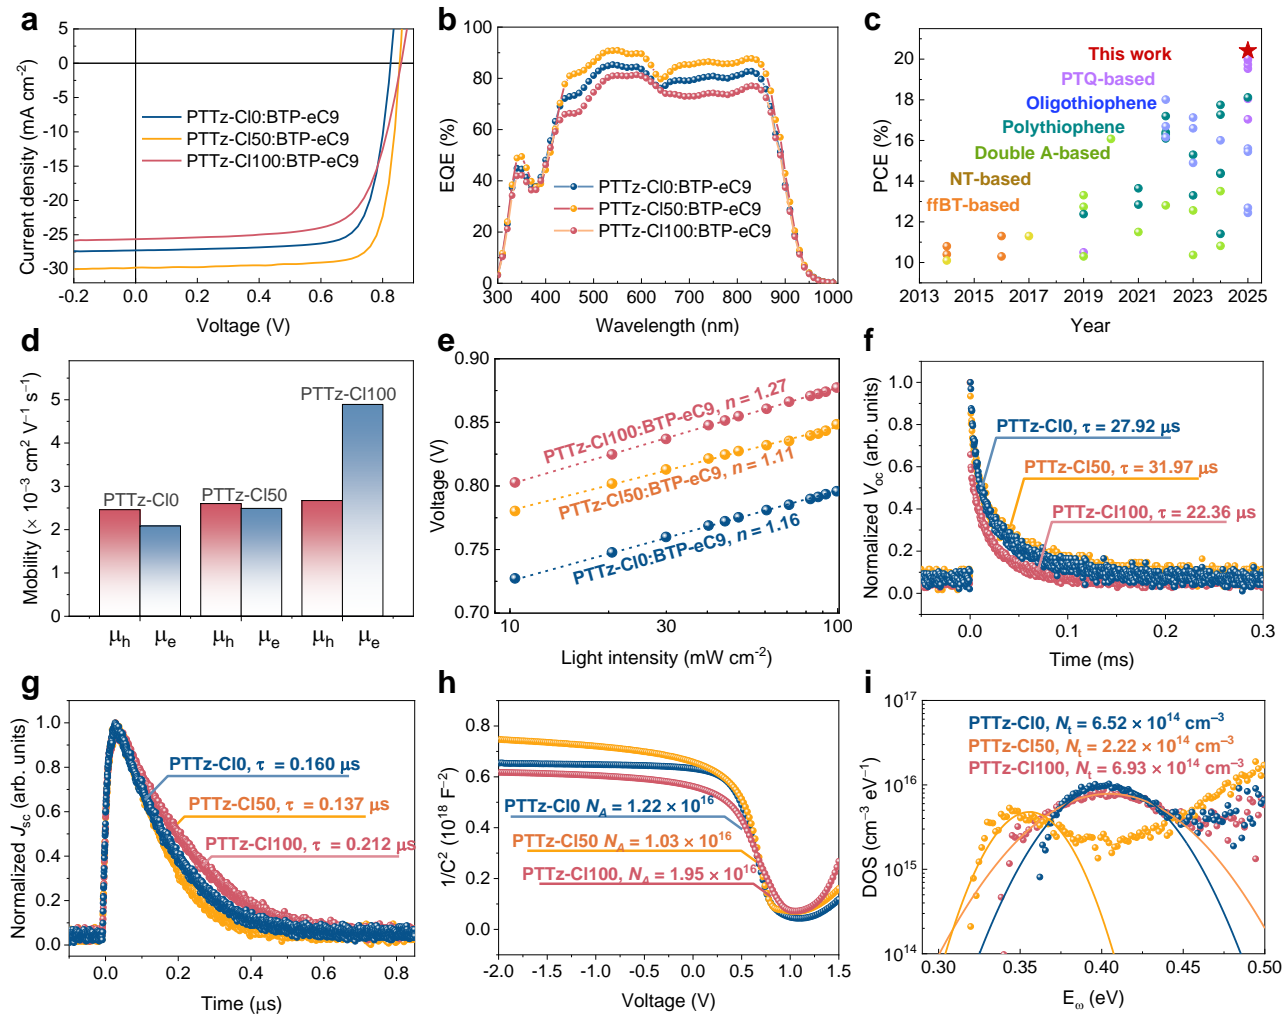 a
5
0
-5
-10
-15
-20
-25
-30
Current density (mA cm⁻²)
PTTz-Cl0:BTP-eC9
PTTz-Cl50:BTP-eC9
PTTz-Cl100:BTP-eC9
-0.2
0.0
0.2
0.4
0.6
0.8
Voltage (V)
b
100
80
60
40
20
0
EQE (%)
PTTz-Cl0:BTP-eC9
PTTz-Cl50:BTP-eC9
PTTz-Cl100:BTP-eC9
300
400
500
600
700
800
900
1000
Wavelength (nm)
c
20
18
16
14
12
10
PCE (%)
This work
PTQ-based
Oligothiophene
Polythiophene
Double A-based
NT-based
ffBT-based
2013
2015
2017
2019
2021
2023
2025
Year
d
5
4
3
2
1
0
Mobility (× 10⁻³ cm² V⁻¹ s⁻¹)
PTTz-Cl0
PTTz-Cl50
PTTz-Cl100
μh
μe
μh
μe
μh
μe
e
0.90
0.85
0.80
0.75
0.70
Voltage (V)
PTTz-Cl100:BTP-eC9, n = 1.27
PTTz-Cl50:BTP-eC9, n = 1.11
PTTz-Cl0:BTP-eC9, n = 1.16
10
30
100
Light intensity (mW cm⁻²)
f
1.0
0.8
0.6
0.4
0.2
0.0
Normalized Voc (arb. units)
PTTz-Cl0, τ = 27.92 μs
PTTz-Cl50, τ = 31.97 μs
PTTz-Cl100, τ = 22.36 μs
0.0
0.1
0.2
0.3
Time (ms)
g
1.0
0.8
0.6
0.4
0.2
0.0
Normalized Jsc (arb. units)
PTTz-Cl0, τ = 0.160 μs
PTTz-Cl50, τ = 0.137 μs
PTTz-Cl100, τ = 0.212 μs
0.0
0.2
0.4
0.6
0.8
Time (μs)
h
0.8
0.6
0.4
0.2
0.0
1/C² (10¹⁸ F⁻²)
PTTz-Cl0 NA = 1.22 × 10¹⁶
PTTz-Cl50 NA = 1.03 × 10¹⁶
PTTz-Cl100, NA = 1.95 × 10¹⁶
-2.0
-1.5
-1.0
-0.5
0.0
0.5
1.0
1.5
Voltage (V)
i
10¹⁷
10¹⁶
10¹⁵
10¹⁴
DOS (cm⁻³ eV⁻¹)
PTTz-Cl0, Nt = 6.52 × 10¹⁴ cm⁻³
PTTz-Cl50, Nt = 2.22 × 10¹⁴ cm⁻³
PTTz-Cl100, Nt = 6.93 × 10¹⁴ cm⁻³
0.30
0.35
0.40
0.45
0.50
Eω (eV)